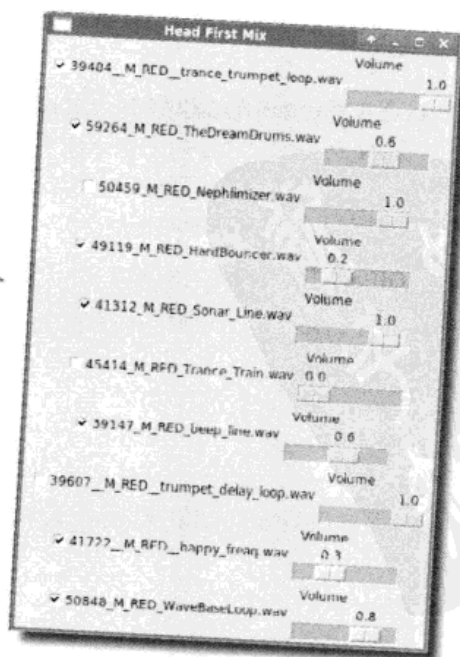 Head First Mix
39404__M_RED__trance_trumpet_loop.wav Volume 1.0
59264_M_RED_TheDreamDrums.wav Volume 0.6
50459_M_RED_Nephlimizer.wav Volume 1.0
49119_M_RED_HardBouncer.wav Volume 0.2
41312_M_RED_Sonar_Line.wav Volume 1.0
45414_M_RED_Trance_Train.wav Volume 0.0
39147_M_RED_beep_line.wav Volume 0.6
39607__M_RED__trumpet_delay_loop.wav Volume 1.0
41722__M_RED__happy_freaq.wav Volume 0.3
50848_M_RED_WaveBaseLoop.wav Volume 0.8